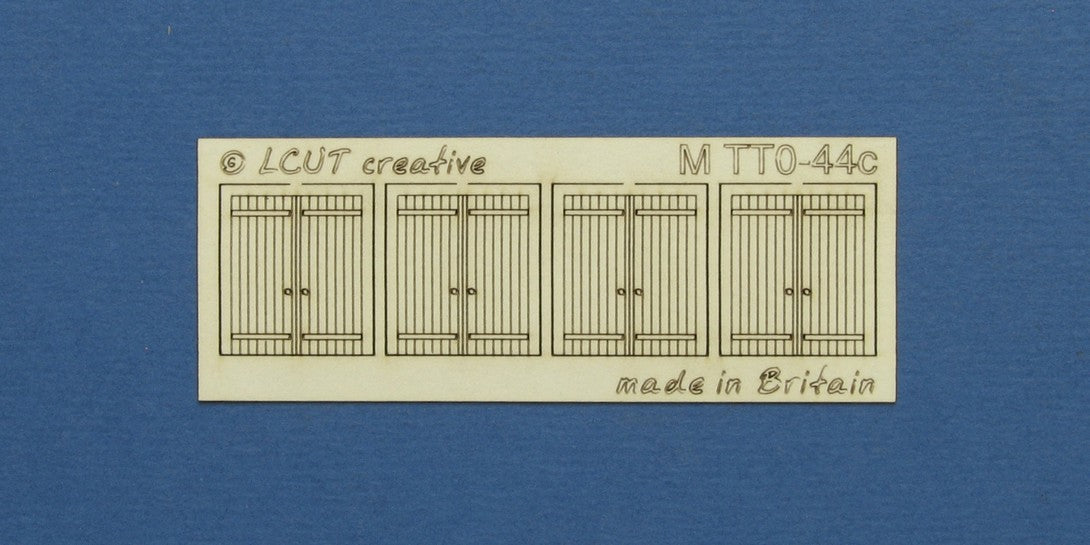 © LCUT creative
M TT0-44c
made in Britain